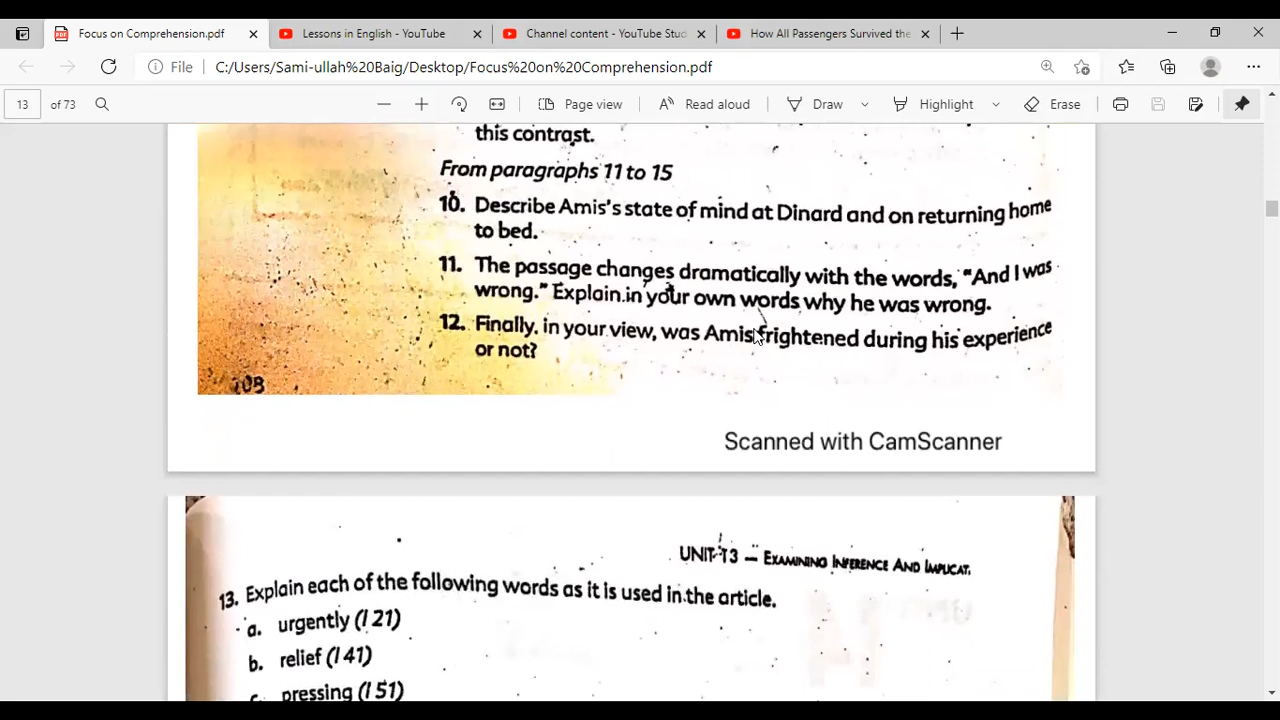 Focus on Comprehension.pdf
Lessons in English - YouTube
Channel content - YouTube Stud
How All Passengers Survived the
File C:/Users/Sami-ullah%20Baig/Desktop/Focus%20on%20Comprehension.pdf
13 of 73 Page view Read aloud Draw Highlight Erase
this contrast.
From paragraphs 11 to 15
10. Describe Amis's state of mind at Dinard and on returning home
to bed.
11. The passage changes dramatically with the words, "And I was
wrong." Explain in your own words why he was wrong.
12. Finally, in your view, was Amis frightened during his experience
or not?
108
Scanned with CamScanner
UNIT 13 – EXAMINING INFERENCE AND IMPLICAT
13. Explain each of the following words as it is used in the article.
a. urgently (l 21)
b. relief (l 41)
c. pressing (l 51)